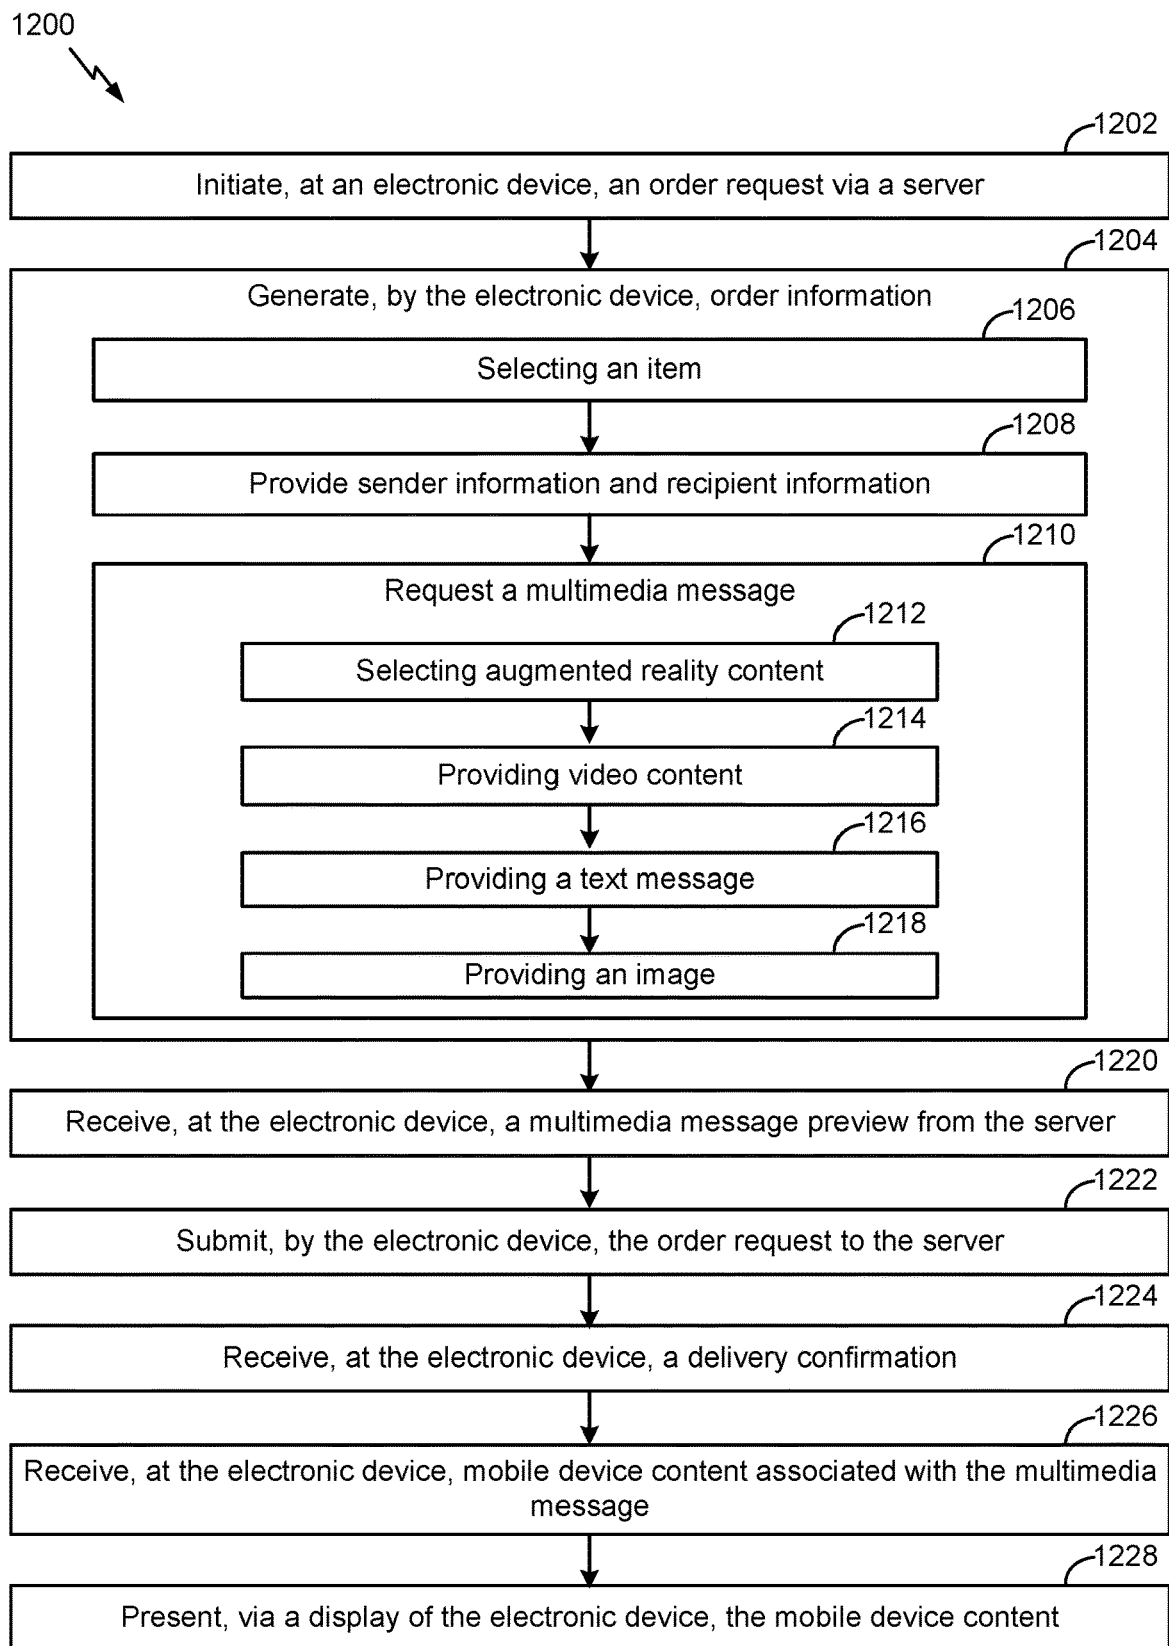 1200
1202
Initiate, at an electronic device, an order request via a server
1204
Generate, by the electronic device, order information
1206
Selecting an item
1208
Provide sender information and recipient information
1210
Request a multimedia message
1212
Selecting augmented reality content
1214
Providing video content
1216
Providing a text message
1218
Providing an image
1220
Receive, at the electronic device, a multimedia message preview from the server
1222
Submit, by the electronic device, the order request to the server
1224
Receive, at the electronic device, a delivery confirmation
1226
Receive, at the electronic device, mobile device content associated with the multimedia
message
1228
Present, via a display of the electronic device, the mobile device content